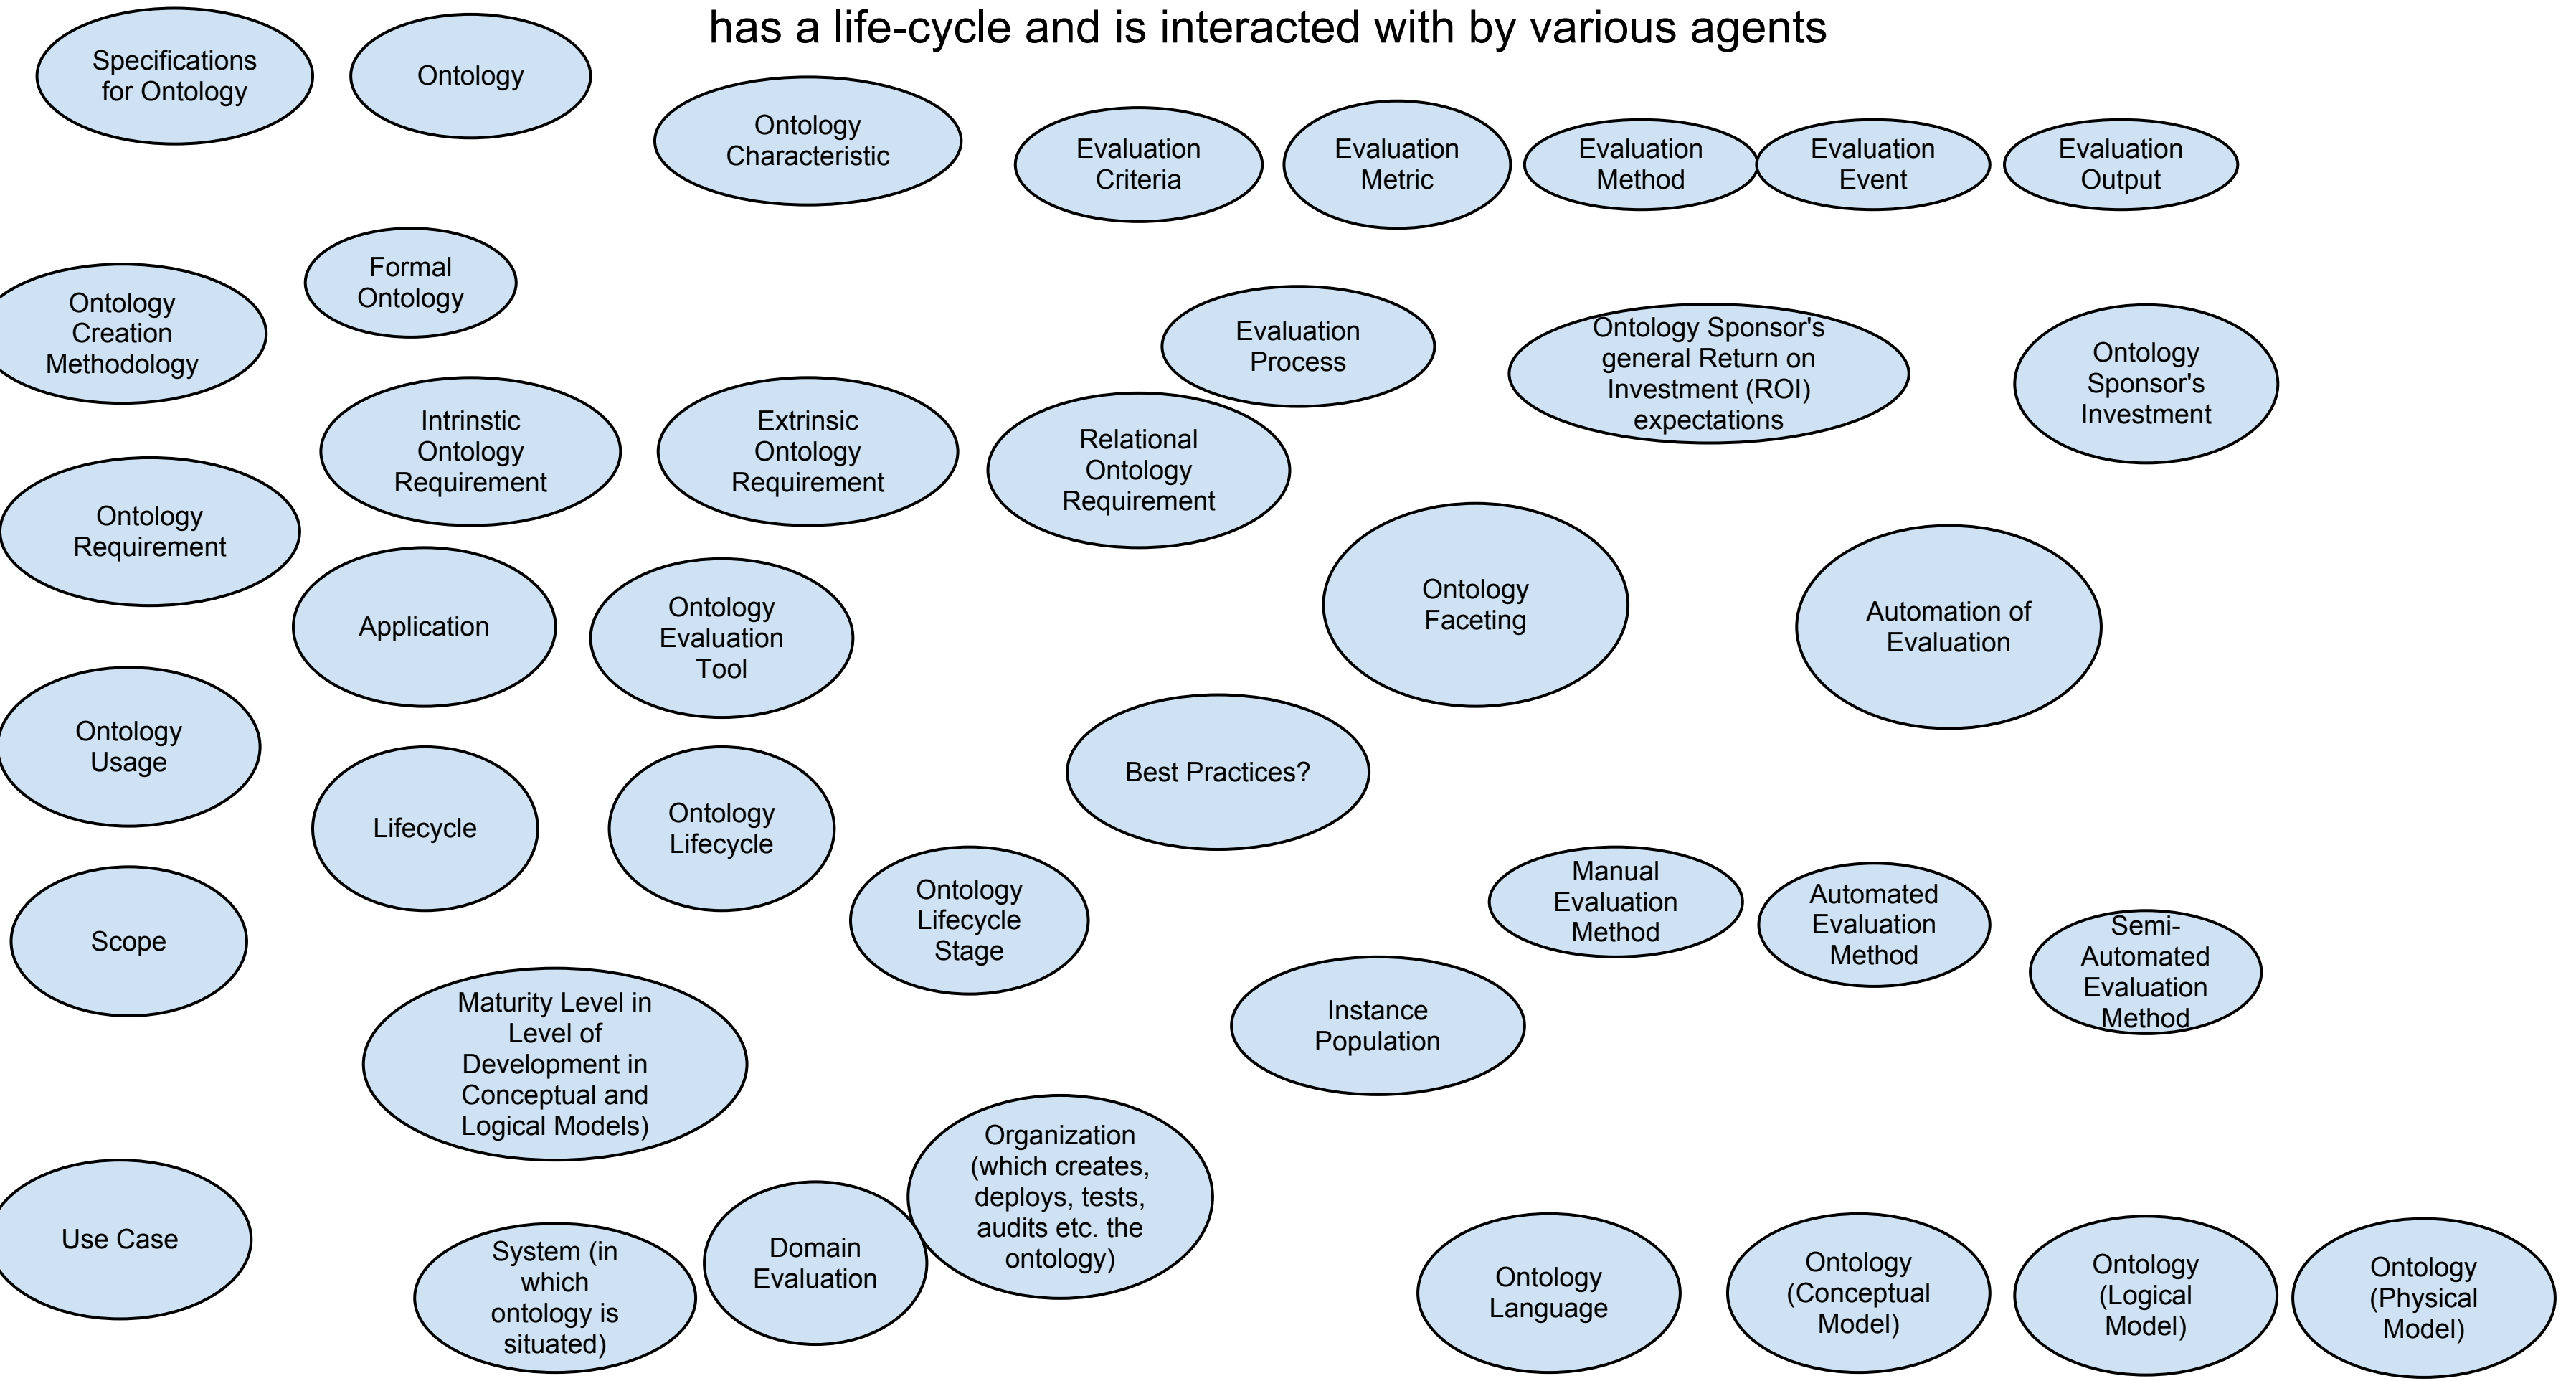 has a life-cycle and is interacted with by various agents
Specifications
for Ontology
Ontology
Ontology
Characteristic
Evaluation
Criteria
Evaluation
Metric
Evaluation
Method
Evaluation
Event
Evaluation
Output
Formal
Ontology
Ontology
Creation
Methodology
Evaluation
Process
Ontology Sponsor's
general Return on
Investment (ROI)
expectations
Ontology
Sponsor's
Investment
Intrinstic
Ontology
Requirement
Extrinsic
Ontology
Requirement
Relational
Ontology
Requirement
Ontology
Requirement
Application
Ontology
Evaluation
Tool
Ontology
Faceting
Automation of
Evaluation
Ontology
Usage
Best Practices?
Lifecycle
Ontology
Lifecycle
Ontology
Lifecycle
Stage
Manual
Evaluation
Method
Automated
Evaluation
Method
Semi-
Automated
Evaluation
Method
Scope
Maturity Level in
Level of
Development in
Conceptual and
Logical Models)
Instance
Population
Organization
(which creates,
deploys, tests,
audits etc. the
ontology)
Use Case
System (in
which
ontology is
situated)
Domain
Evaluation
Ontology
Language
Ontology
(Conceptual
Model)
Ontology
(Logical
Model)
Ontology
(Physical
Model)